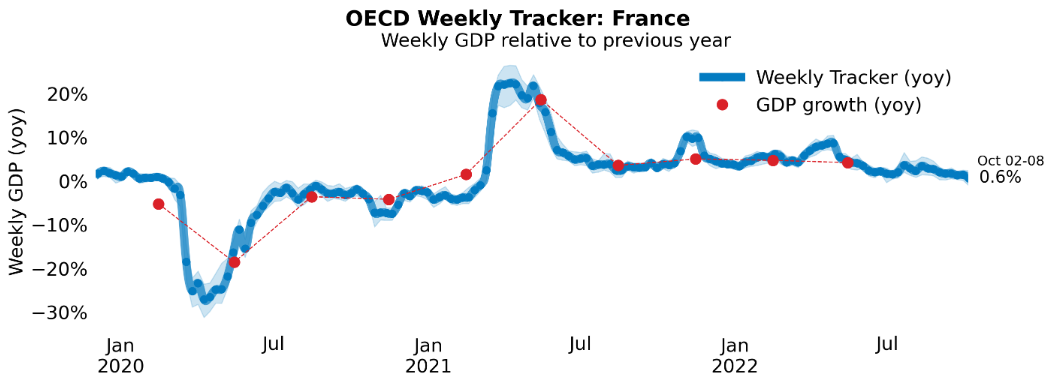 OECD Weekly Tracker: France
Weekly GDP relative to previous year
Weekly Tracker (yoy)
GDP growth (yoy)
Weekly GDP (yoy)
20%
10%
0%
−10%
−20%
−30%
Oct 02-08
0.6%
Jan Jul Jan Jul Jan Jul
2020 2021 2022